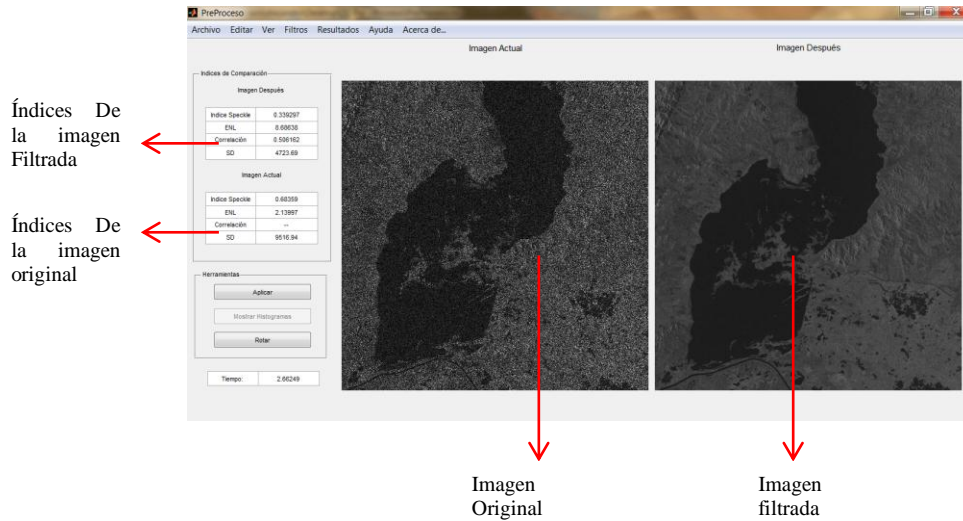 PreProceso
Archivo Editar Ver Filtros Resultados Ayuda Acerca de...
Imagen Actual
Imagen Después
Indices de Comparación
Imagen Después
Indice Speckle 0.339297
ENL 8.68638
Correlación 0.506162
SD 4723.69
Imagen Actual
Indice Speckle 0.68359
ENL 2.13997
Correlación --
SD 9516.94
Herramientas
Aplicar
Mostrar Histogramas
Rotar
Tiempo: 2.66249
Índices De
la imagen
Filtrada
Índices De
la imagen
original
Imagen
Original
Imagen
filtrada